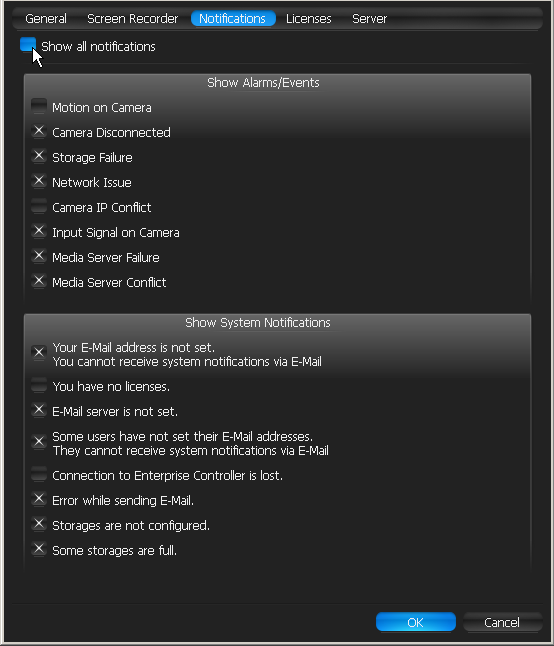 General Screen Recorder Notifications Licenses Server
Show all notifications
Show Alarms/Events
Motion on Camera
Camera Disconnected
Storage Failure
Network Issue
Camera IP Conflict
Input Signal on Camera
Media Server Failure
Media Server Conflict
Show System Notifications
Your E-Mail address is not set.
You cannot receive system notifications via E-Mail
You have no licenses.
E-Mail server is not set.
Some users have not set their E-Mail addresses.
They cannot receive system notifications via E-Mail
Connection to Enterprise Controller is lost.
Error while sending E-Mail.
Storages are not configured.
Some storages are full.
OK Cancel